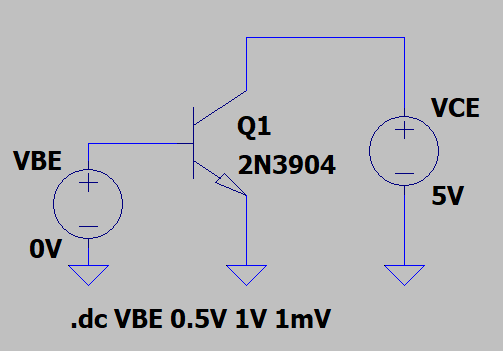 VCE
Q1
VBE
2N3904
5V
0V
.dc VBE 0.5V 1V 1mV